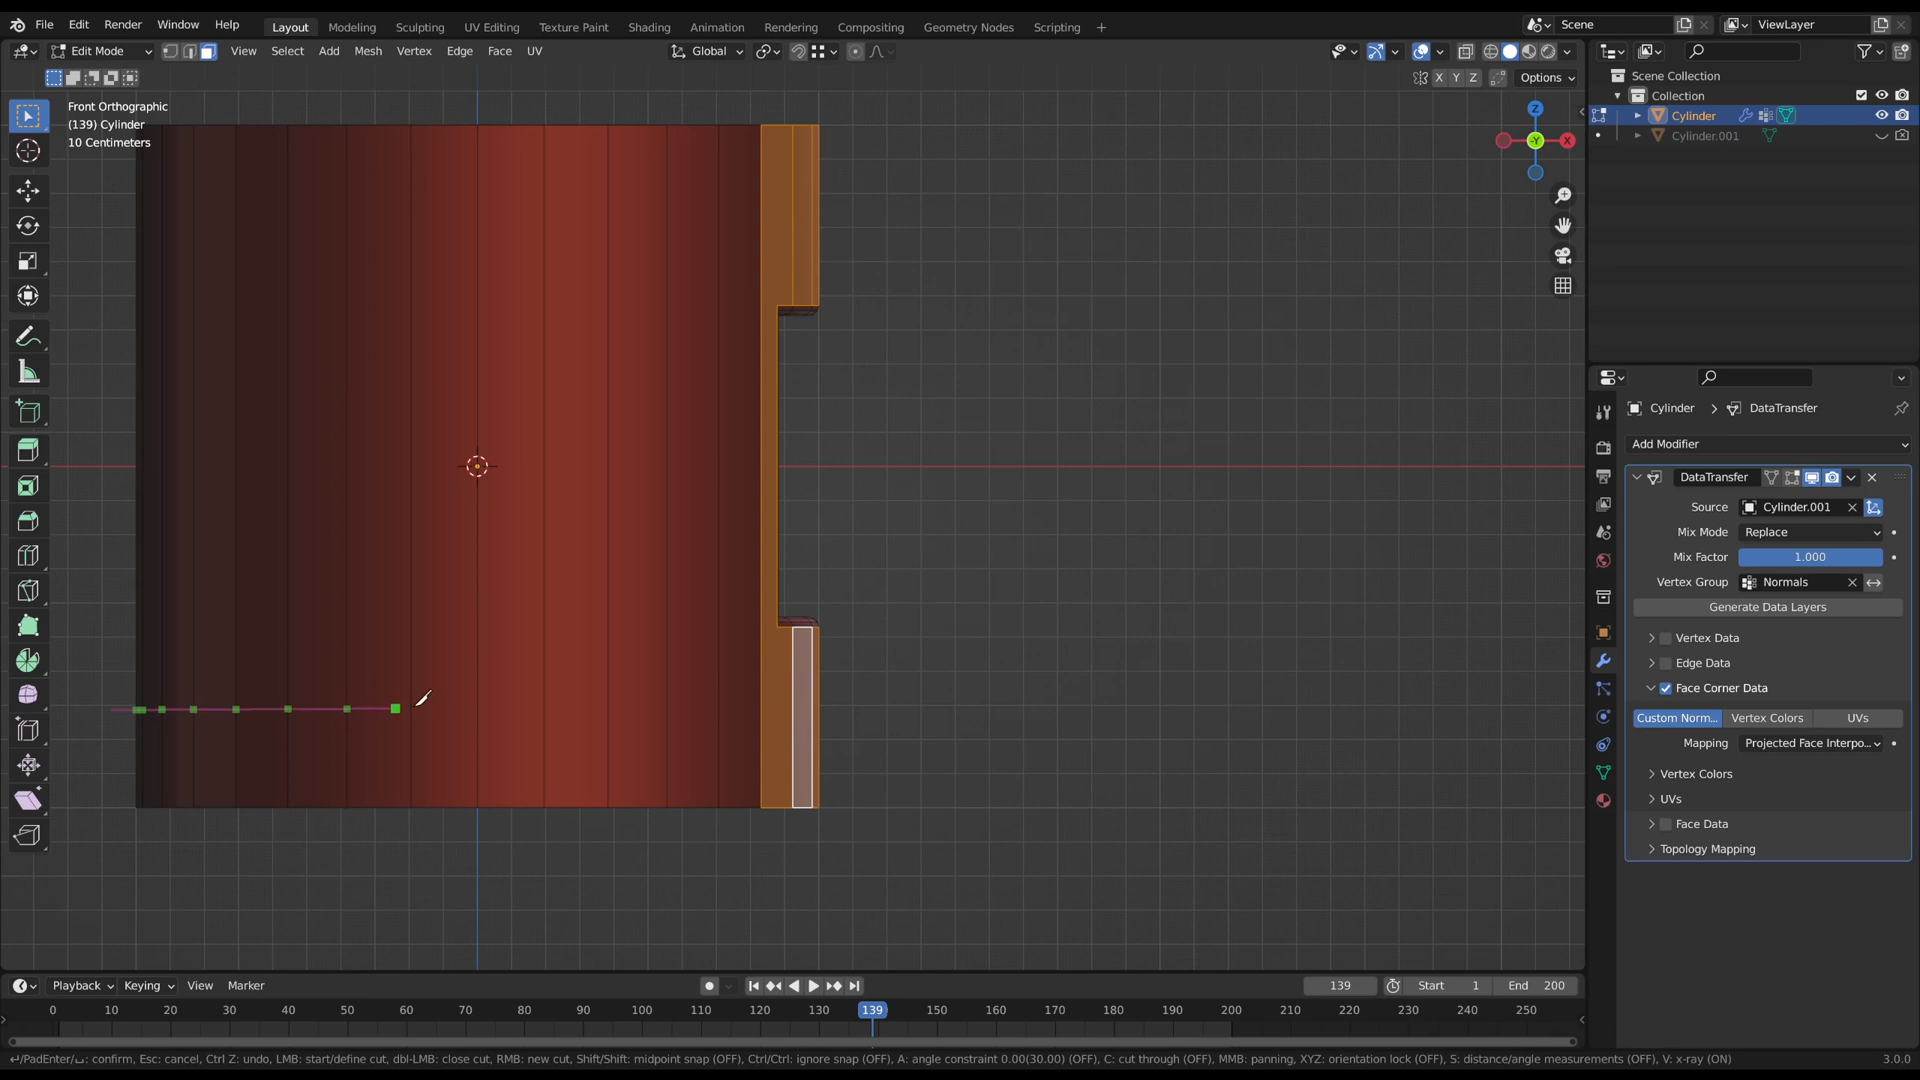 File Edit Render Window Help Layout Modeling Sculpting UV Editing Texture Paint Shading Animation Rendering Compositing Geometry Nodes Scripting + Scene ViewLayer
Edit Mode View Select Add Mesh Vertex Edge Face UV Global
X Y Z Options
Front Orthographic
(139) Cylinder
10 Centimeters
Z
-Y X
Scene Collection
Collection
Cylinder
Cylinder.001
Cylinder > DataTransfer
Add Modifier
DataTransfer
Source Cylinder.001
Mix Mode Replace
Mix Factor 1.000
Vertex Group Normals
Generate Data Layers
Vertex Data
Edge Data
Face Corner Data
Custom Norm... Vertex Colors UVs
Mapping Projected Face Interpo...
Vertex Colors
UVs
Face Data
Topology Mapping
Playback Keying View Marker 139 Start 1 End 200
0 10 20 30 40 50 60 70 80 90 100 110 120 130 139 150 160 170 180 190 200 210 220 230 240 250
↵/PadEnter/⎵: confirm, Esc: cancel, Ctrl Z: undo, LMB: start/define cut, dbl-LMB: close cut, RMB: new cut, Shift/Shift: midpoint snap (OFF), Ctrl/Ctrl: ignore snap (OFF), A: angle constraint 0.00(30.00) (OFF), C: cut through (OFF), MMB: panning, XYZ: orientation lock (OFF), S: distance/angle measurements (OFF), V: x-ray (ON) 3.0.0